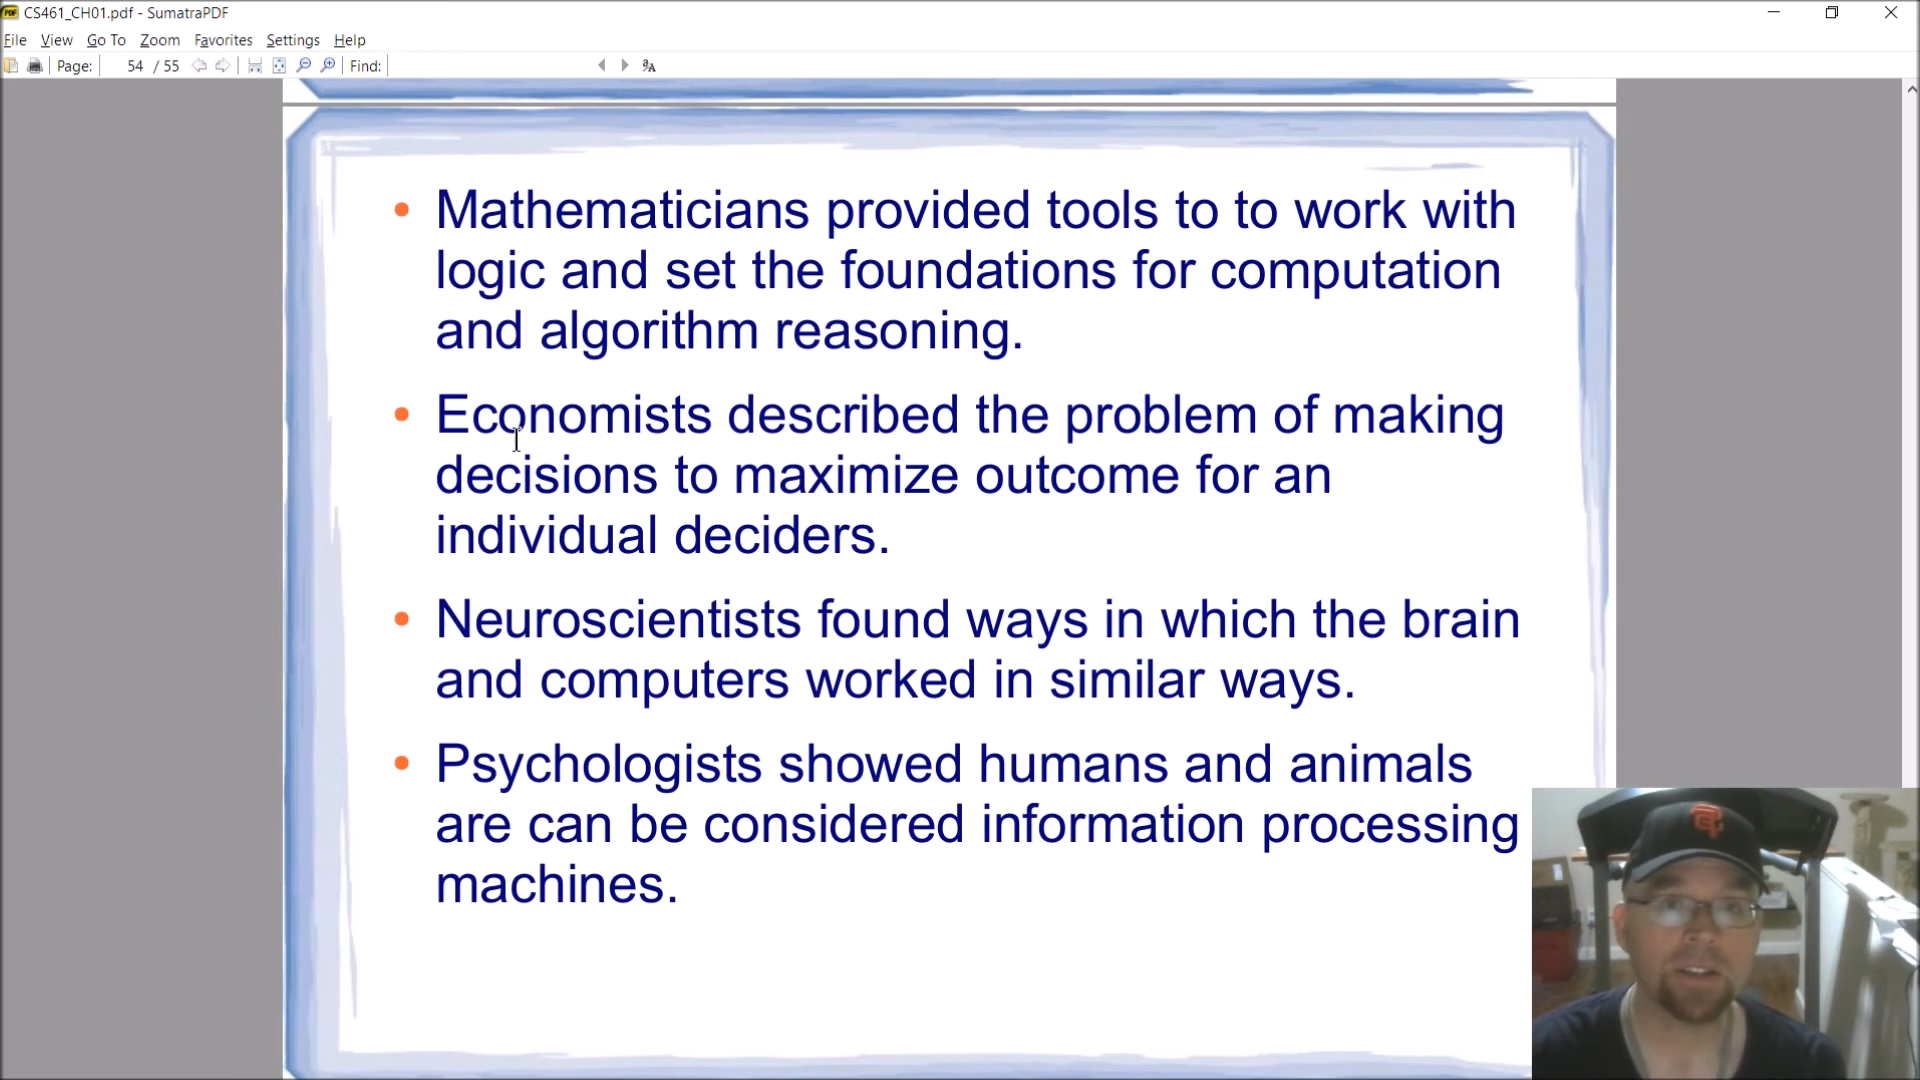 CS461_CH01.pdf - SumatraPDF
File View Go To Zoom Favorites Settings Help
Page: 54 / 55 Find:
• Mathematicians provided tools to to work with
logic and set the foundations for computation
and algorithm reasoning.
• Economists described the problem of making
decisions to maximize outcome for an
individual deciders.
• Neuroscientists found ways in which the brain
and computers worked in similar ways.
• Psychologists showed humans and animals
are can be considered information processing
machines.